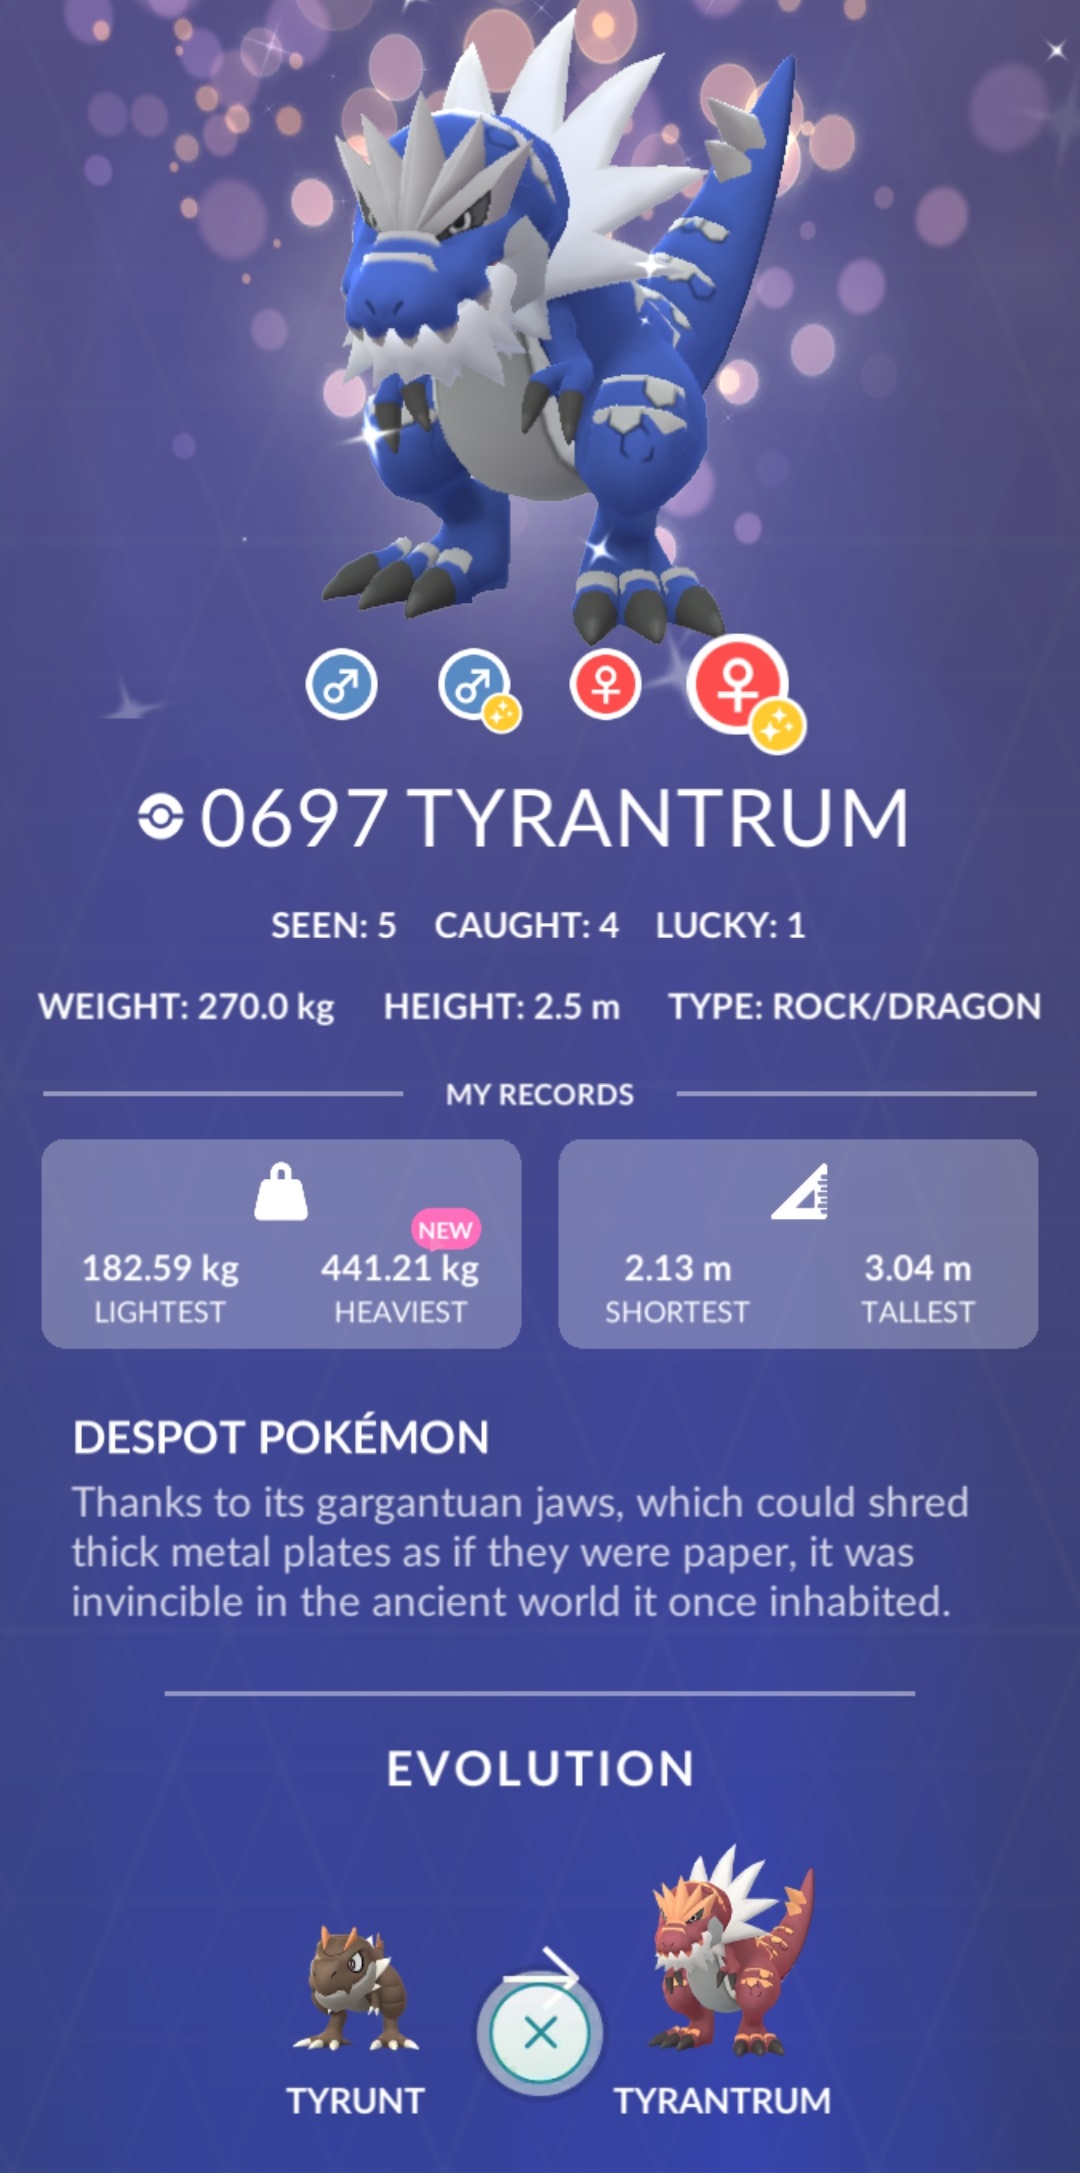 0697 TYRANTRUM
SEEN: 5 CAUGHT: 4 LUCKY: 1
WEIGHT: 270.0 kg HEIGHT: 2.5 m TYPE: ROCK/DRAGON
MY RECORDS
NEW
182.59 kg 441.21 kg 2.13 m 3.04 m
LIGHTEST HEAVIEST SHORTEST TALLEST
DESPOT POKÉMON
Thanks to its gargantuan jaws, which could shred
thick metal plates as if they were paper, it was
invincible in the ancient world it once inhabited.
EVOLUTION
TYRUNT TYRANTRUM